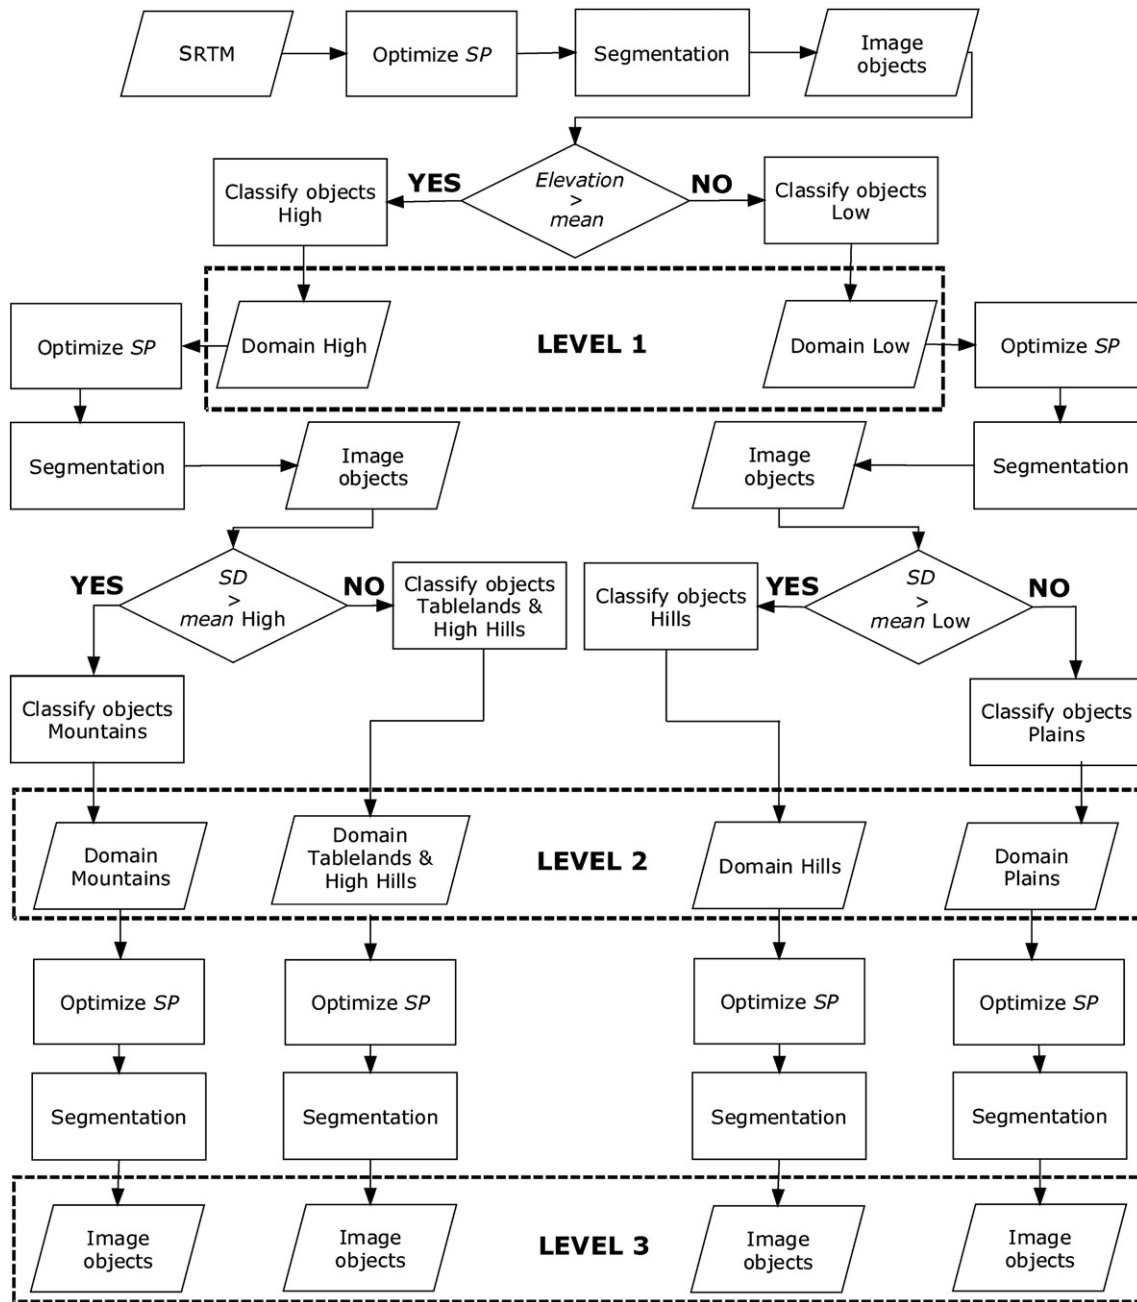 SRTM
Optimize SP
Segmentation
Image
objects
Classify objects
High
YES
Elevation
>
mean
NO
Classify objects
Low
Optimize SP
Domain High
LEVEL 1
Domain Low
Optimize SP
Segmentation
Image
objects
Image
objects
Segmentation
YES
SD
>
mean High
NO
Classify objects
Tablelands &
High Hills
Classify objects
Hills
YES
SD
>
mean Low
NO
Classify objects
Mountains
Classify objects
Plains
Domain
Mountains
Domain
Tablelands &
High Hills
LEVEL 2
Domain Hills
Domain
Plains
Optimize SP
Optimize SP
Optimize SP
Optimize SP
Segmentation
Segmentation
Segmentation
Segmentation
Image
objects
Image
objects
LEVEL 3
Image
objects
Image
objects